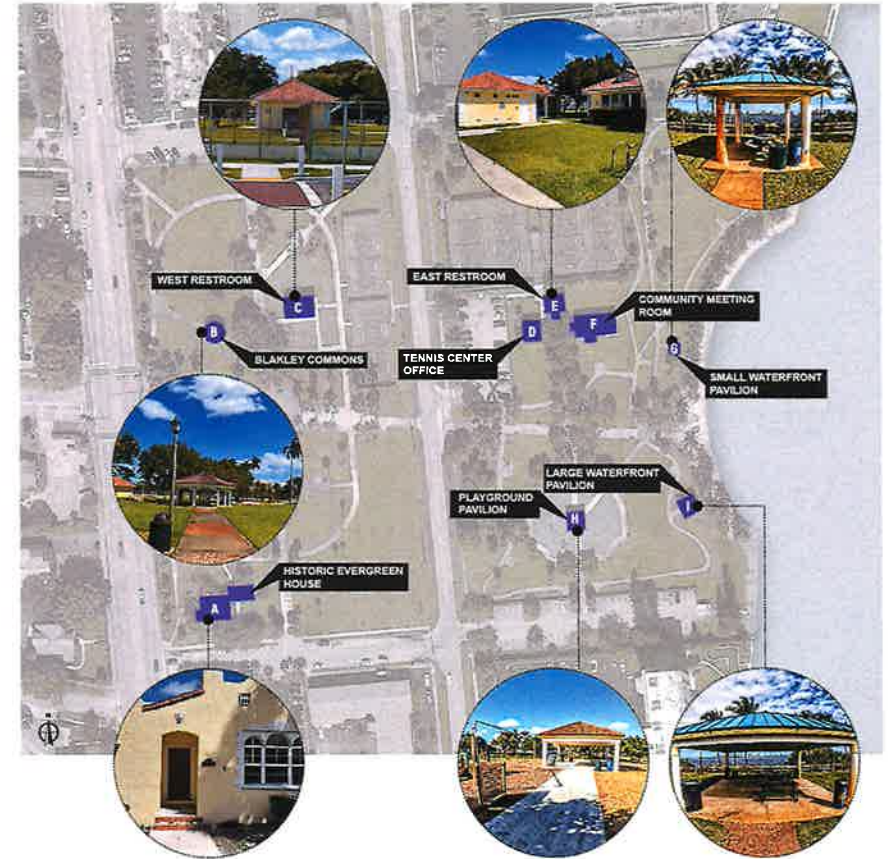 WEST RESTROOM
C
B
BLAKLEY COMMONS
EAST RESTROOM
E
D
F
COMMUNITY MEETING
ROOM
TENNIS CENTER
OFFICE
G
SMALL WATERFRONT
PAVILION
LARGE WATERFRONT
PAVILION
PLAYGROUND
PAVILION
H
I
HISTORIC EVERGREEN
HOUSE
A
N